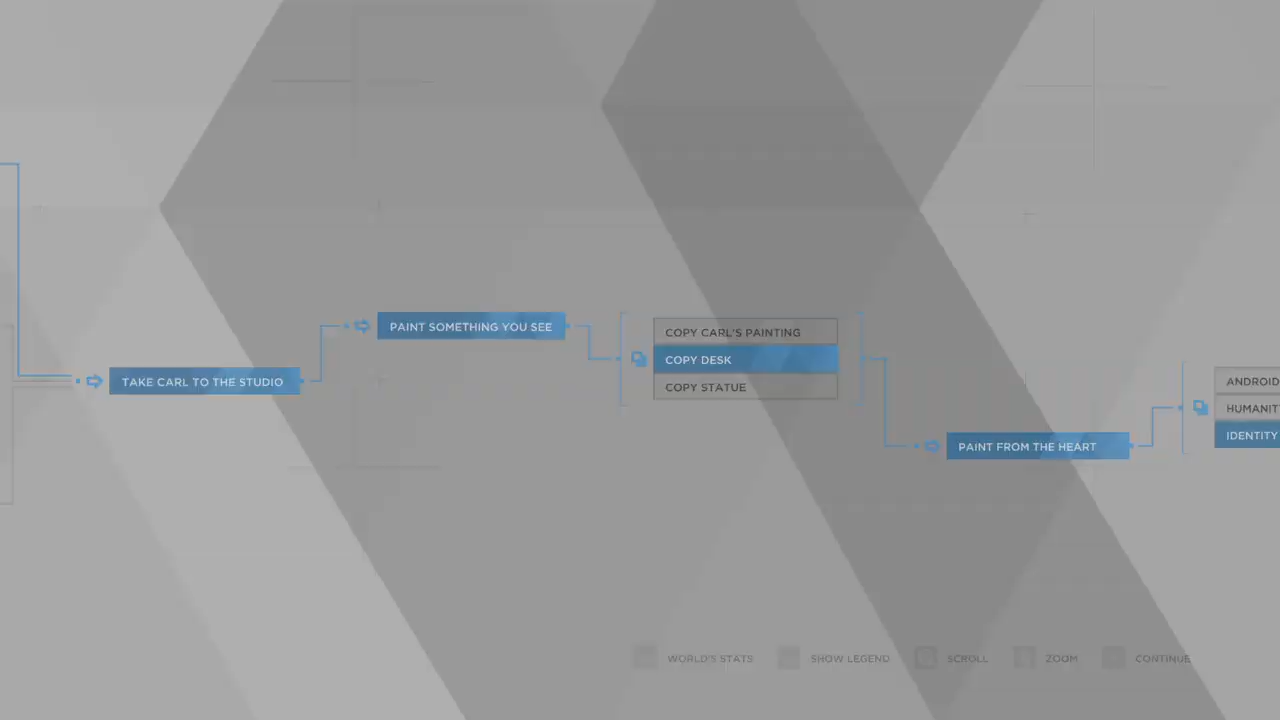 TAKE CARL TO THE STUDIO
PAINT SOMETHING YOU SEE
COPY CARL'S PAINTING
COPY DESK
COPY STATUE
PAINT FROM THE HEART
ANDROID
HUMANITY
IDENTITY
WORLD'S STATS
SHOW LEGEND
SCROLL
ZOOM
CONTINUE